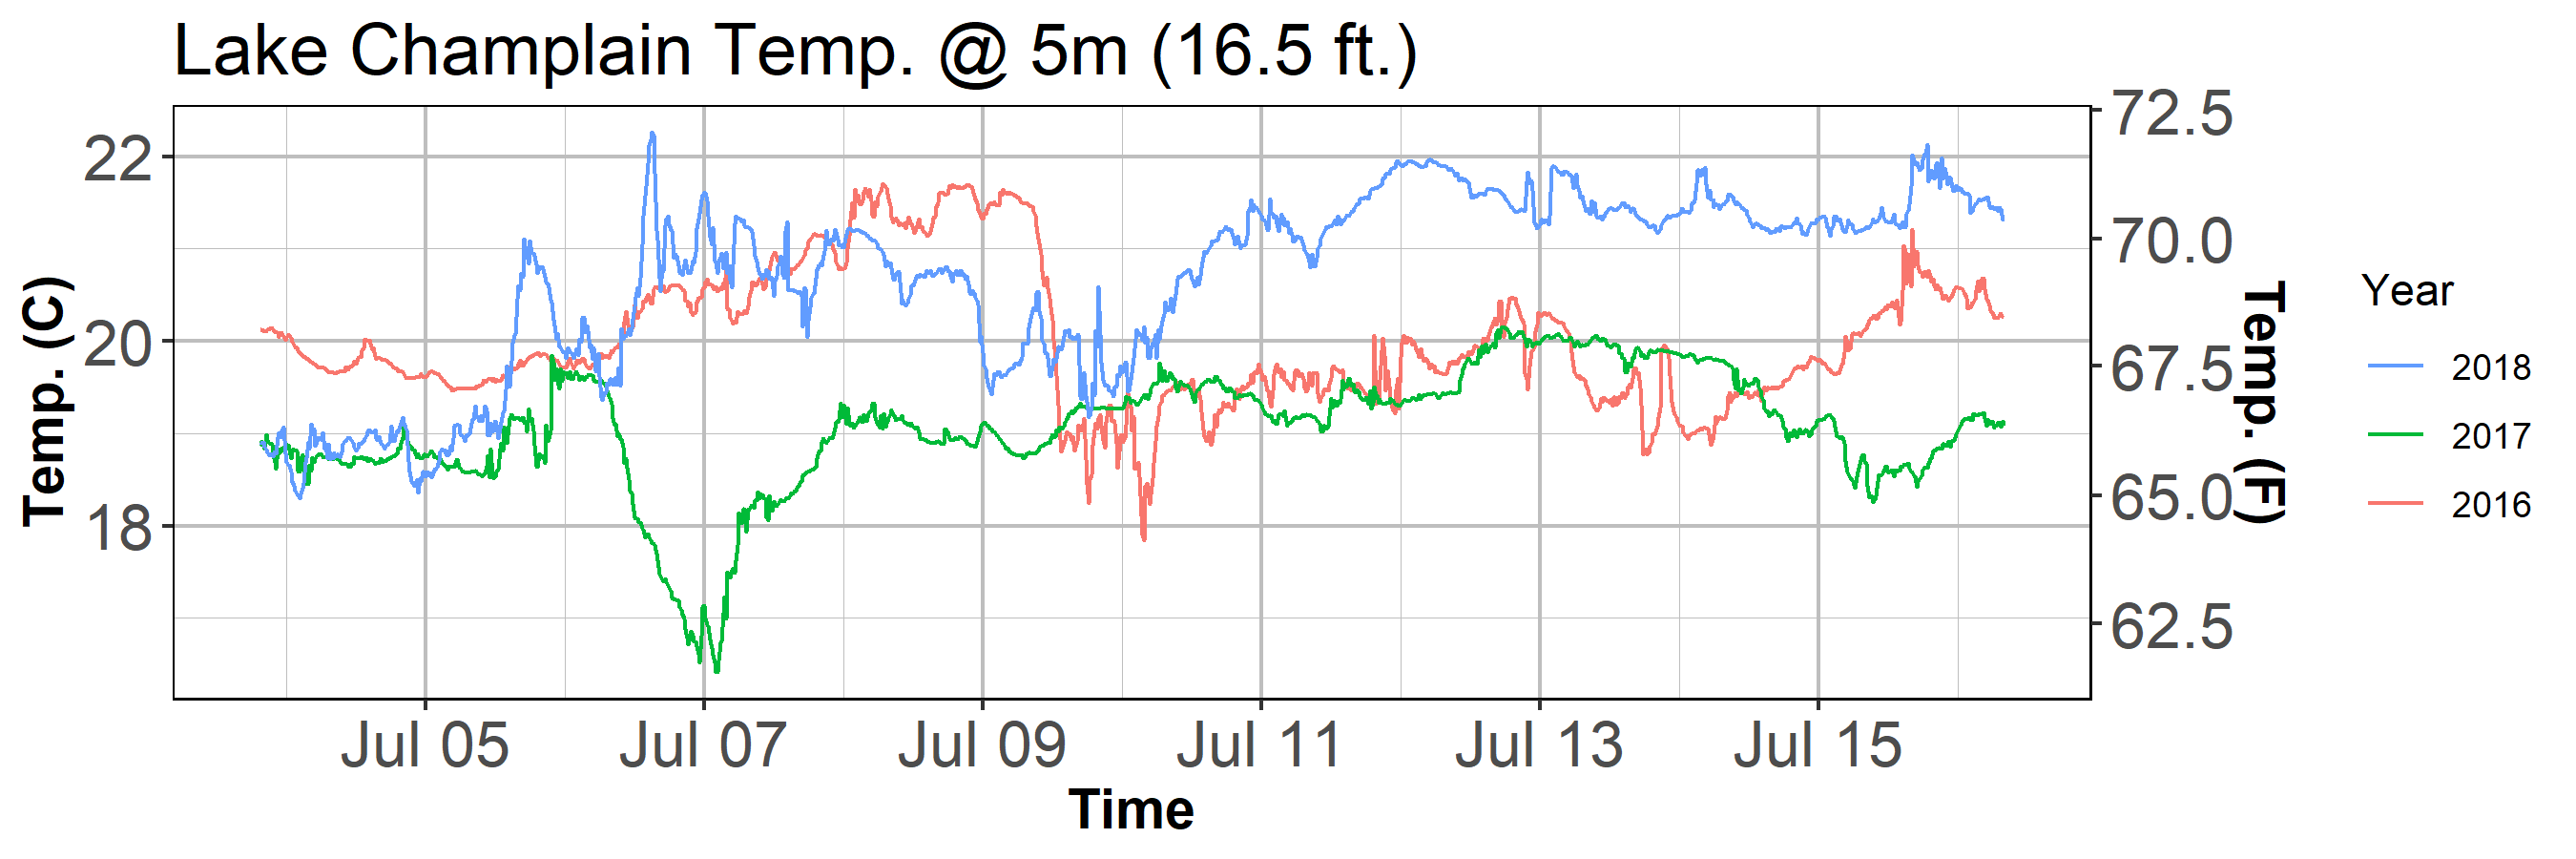 Lake Champlain Temp. @ 5m (16.5 ft.)
Temp. (C)
22
20
18
72.5
70.0
67.5
65.0
62.5
Temp. (F)
Jul 05 Jul 07 Jul 09 Jul 11 Jul 13 Jul 15
Time
Year
2018
2017
2016